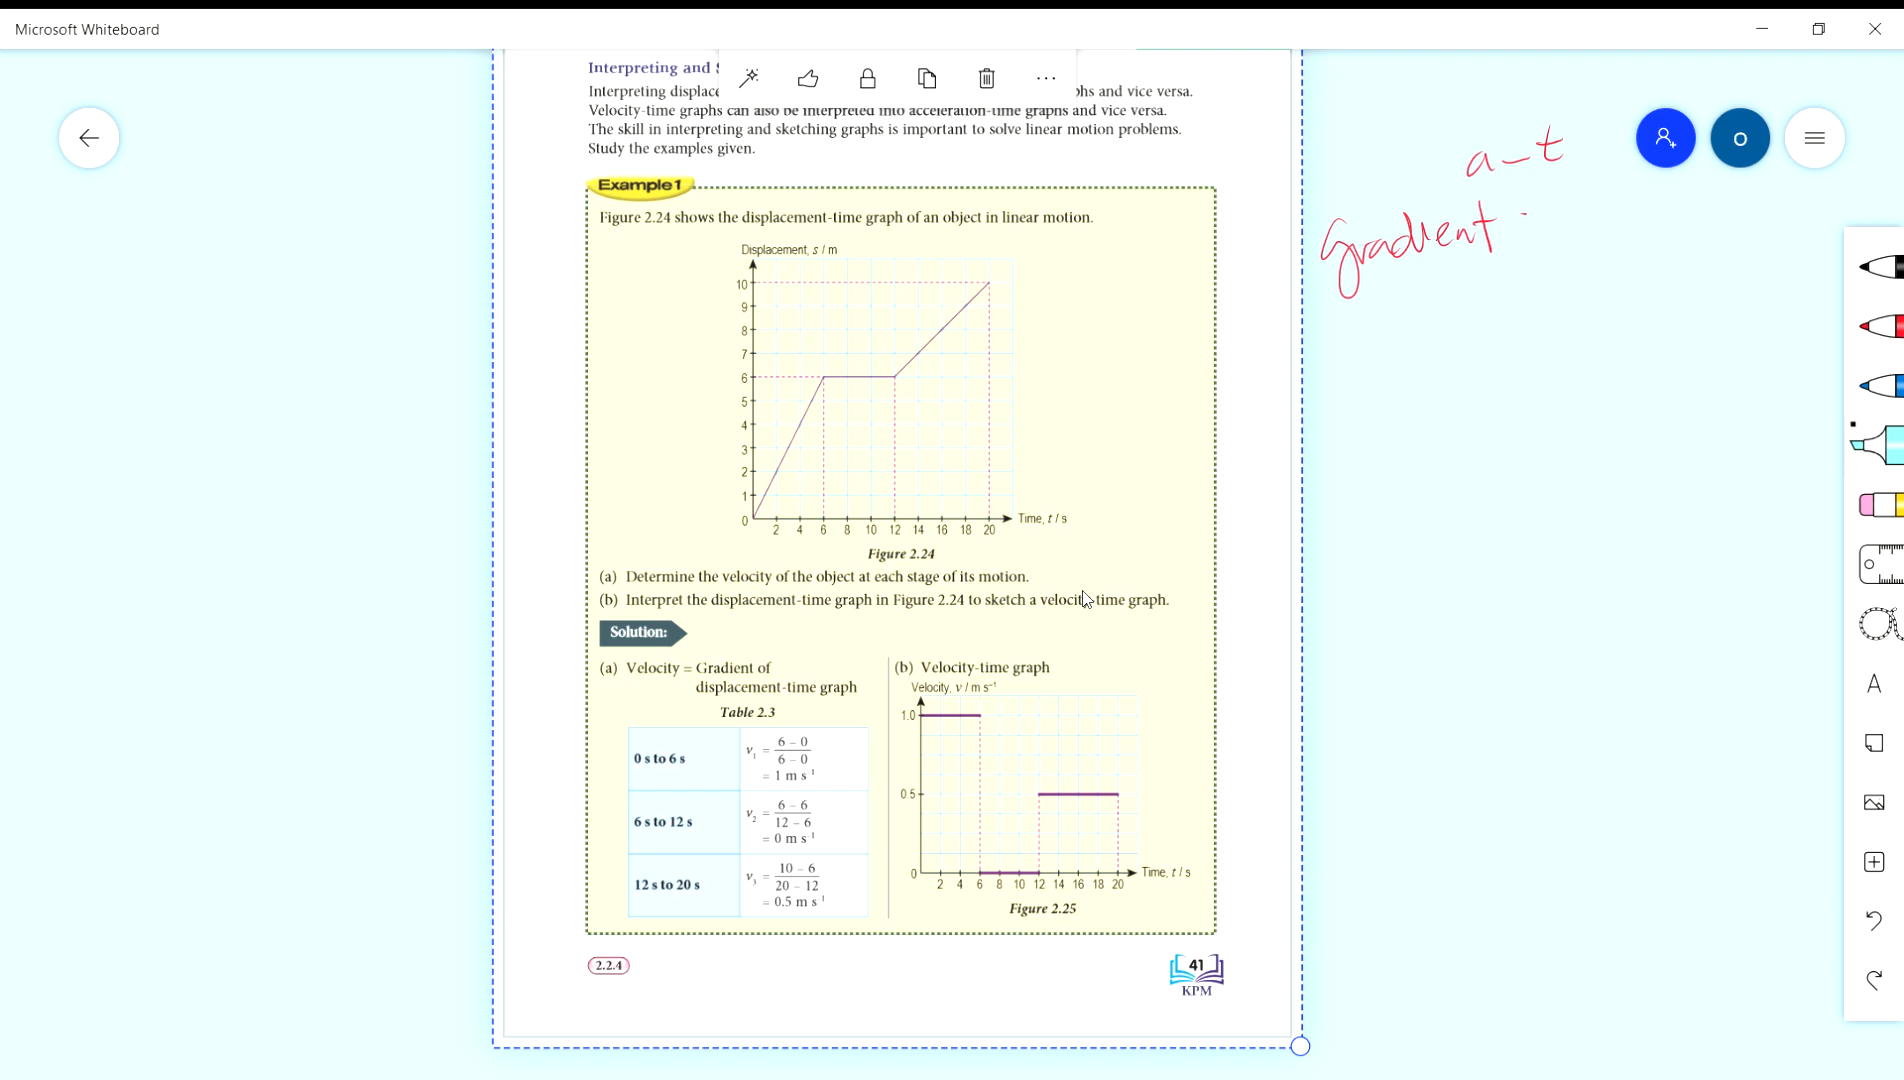 Microsoft Whiteboard
Interpreting and
Interpreting displace
phs and vice versa.
Velocity-time graphs can also be interpreted into acceleration-time graphs and vice versa.
The skill in interpreting and sketching graphs is important to solve linear motion problems.
Study the examples given.
a – t
Gradient
O
Example 1
Figure 2.24 shows the displacement-time graph of an object in linear motion.
Displacement, s / m
10
9
8
7
6
5
4
3
2
1
0
2 4 6 8 10 12 14 16 18 20
Time, t / s
Figure 2.24
(a) Determine the velocity of the object at each stage of its motion.
(b) Interpret the displacement-time graph in Figure 2.24 to sketch a velocity-time graph.
Solution:
(a) Velocity = Gradient of
displacement-time graph
Table 2.3
0 s to 6 s
v₁ = (6 – 0) / (6 – 0)
= 1 m s⁻¹
6 s to 12 s
v₂ = (6 – 6) / (12 – 6)
= 0 m s⁻¹
12 s to 20 s
v₃ = (10 – 6) / (20 – 12)
= 0.5 m s⁻¹
(b) Velocity-time graph
Velocity, v / m s⁻¹
1.0
0.5
0
2 4 6 8 10 12 14 16 18 20
Time, t / s
Figure 2.25
2.2.4
41
KPM
A